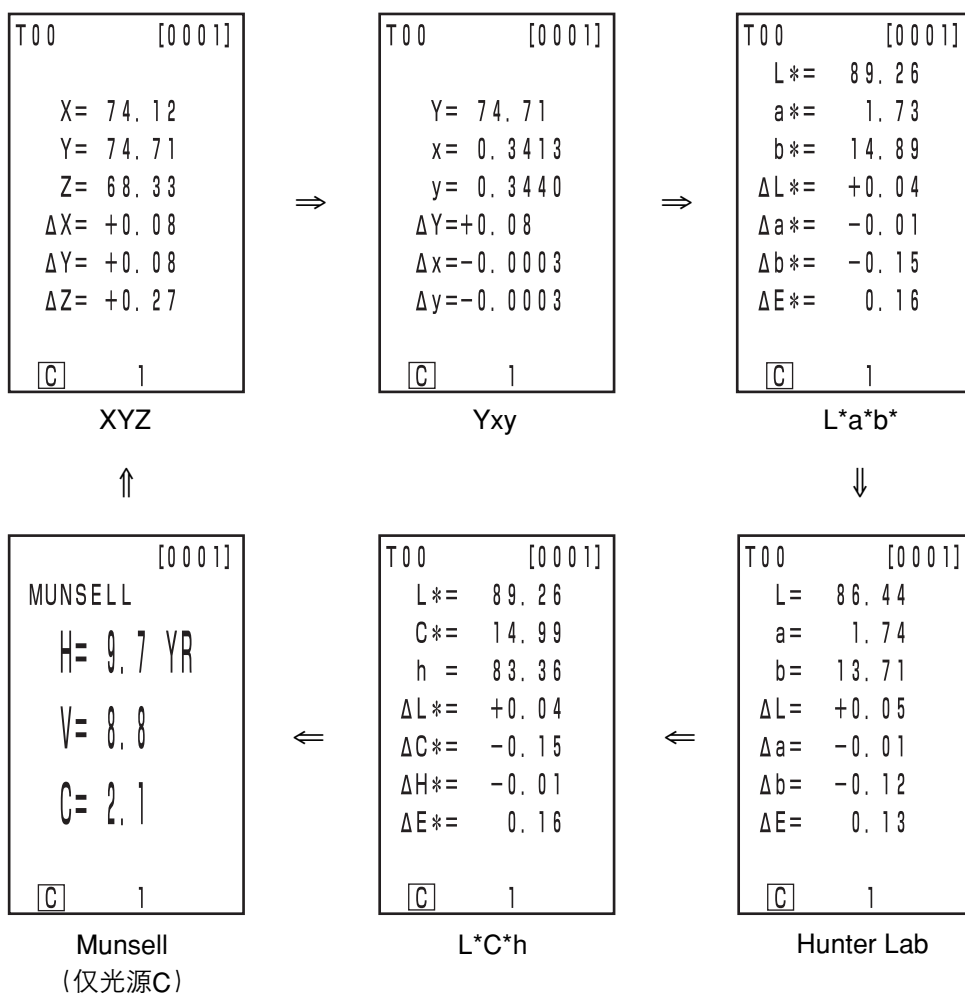 T00 [0001]
X= 74.12
Y= 74.71
Z= 68.33
ΔX= +0.08
ΔY= +0.08
ΔZ= +0.27
C 1
XYZ
⇒
T00 [0001]
Y= 74.71
x= 0.3413
y= 0.3440
ΔY=+0.08
Δx=-0.0003
Δy=-0.0003
C 1
Yxy
⇒
T00 [0001]
L*= 89.26
a*= 1.73
b*= 14.89
ΔL*= +0.04
Δa*= -0.01
Δb*= -0.15
ΔE*= 0.16
C 1
L*a*b*
⇑
⇓
[0001]
MUNSELL
H= 9.7 YR
V= 8.8
C= 2.1
C 1
Munsell
(仅光源C)
⇐
T00 [0001]
L*= 89.26
C*= 14.99
h = 83.36
ΔL*= +0.04
ΔC*= -0.15
ΔH*= -0.01
ΔE*= 0.16
C 1
L*C*h
⇐
T00 [0001]
L= 86.44
a= 1.74
b= 13.71
ΔL= +0.05
Δa= -0.01
Δb= -0.12
ΔE= 0.13
C 1
Hunter Lab